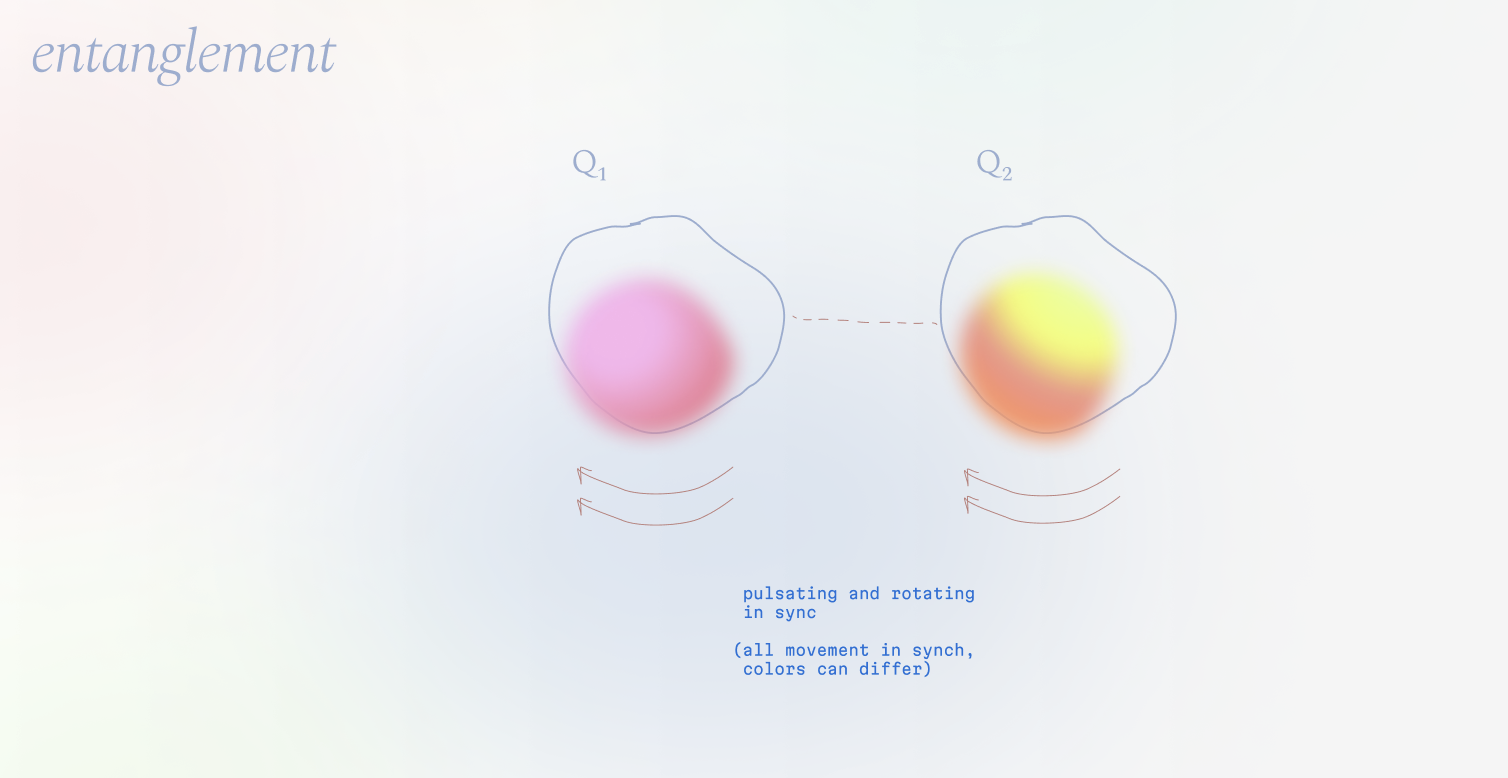 entanglement
Q₁ Q₂
pulsating and rotating
in sync
(all movement in synch,
colors can differ)